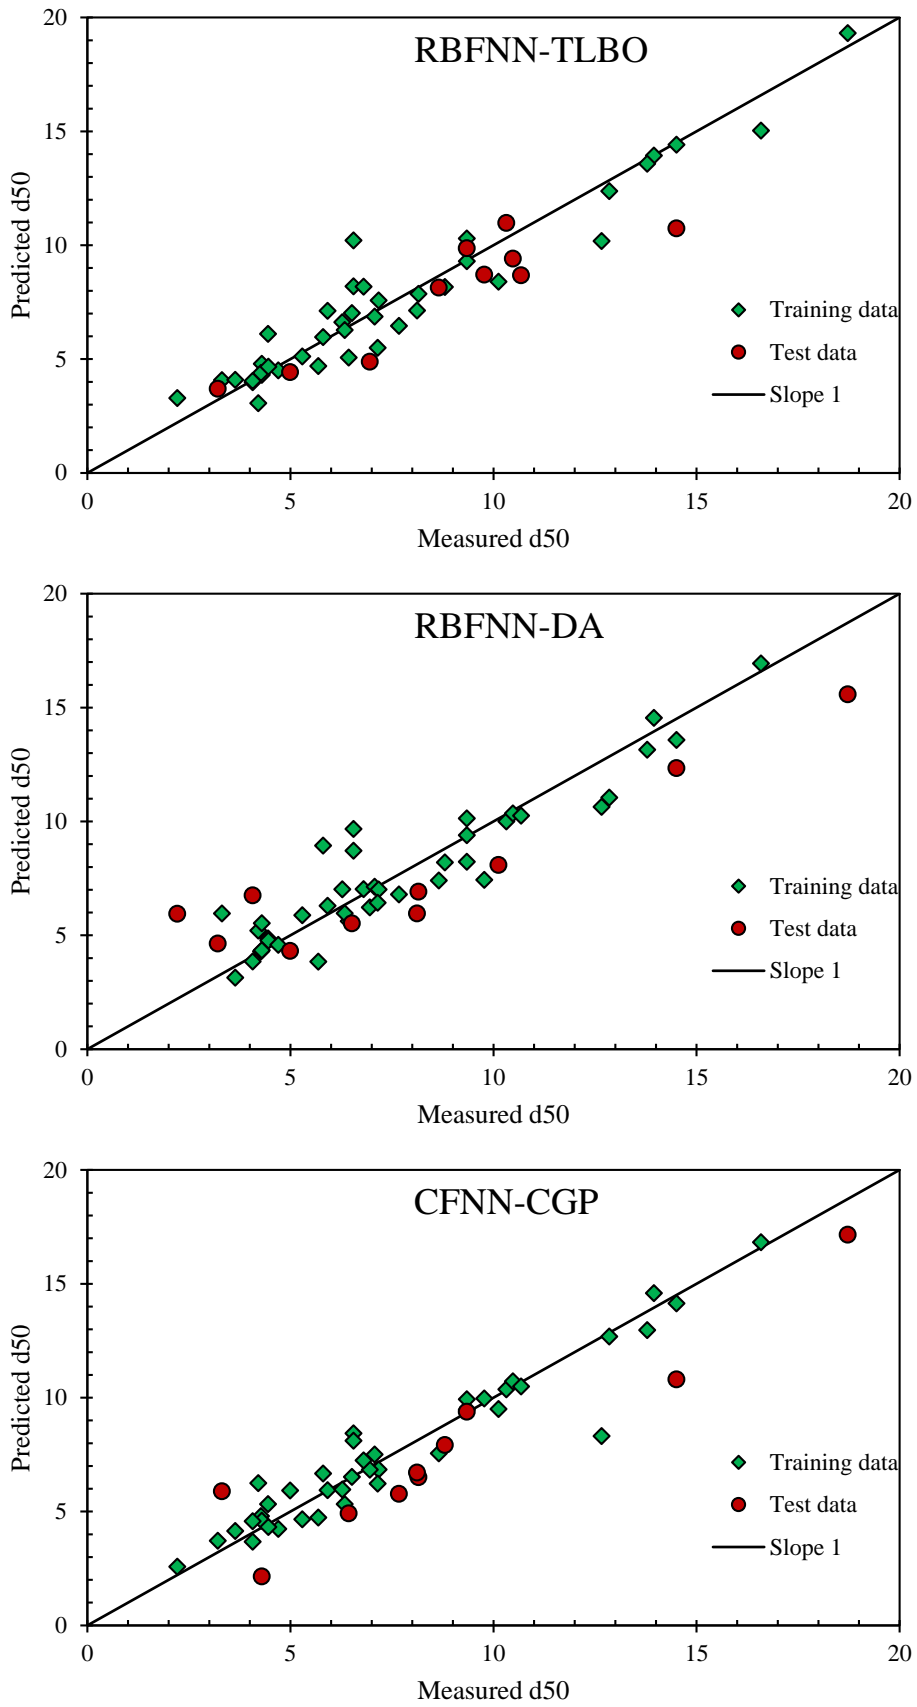 RBFNN-TLBO
20
15
10
5
0
Predicted d50
Training data
Test data
Slope 1
0 5 10 15 20
Measured d50
RBFNN-DA
20
15
10
5
0
Predicted d50
Training data
Test data
Slope 1
0 5 10 15 20
Measured d50
CFNN-CGP
20
15
10
5
0
Predicted d50
Training data
Test data
Slope 1
0 5 10 15 20
Measured d50